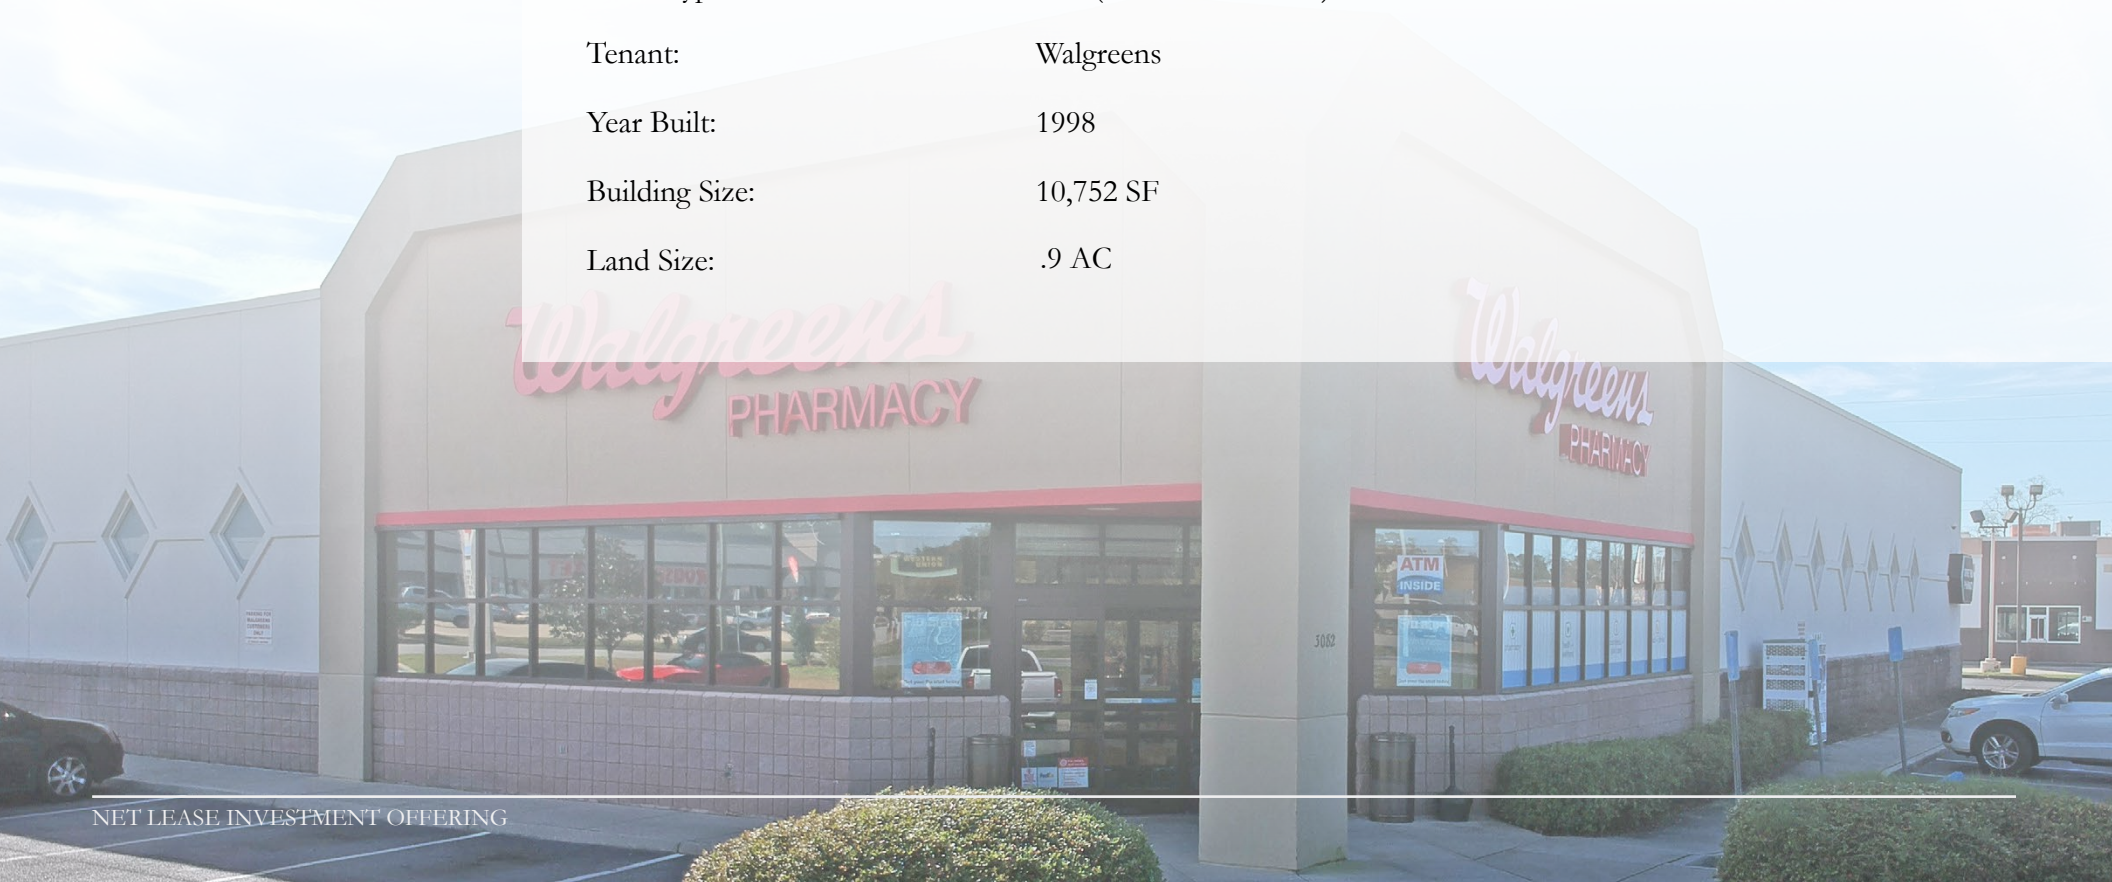 Tenant: Walgreens
Year Built: 1998
Building Size: 10,752 SF
Land Size: .9 AC
Walgreens
PHARMACY
Walgreens
PHARMACY
ATM
INSIDE
3082
NET LEASE INVESTMENT OFFERING